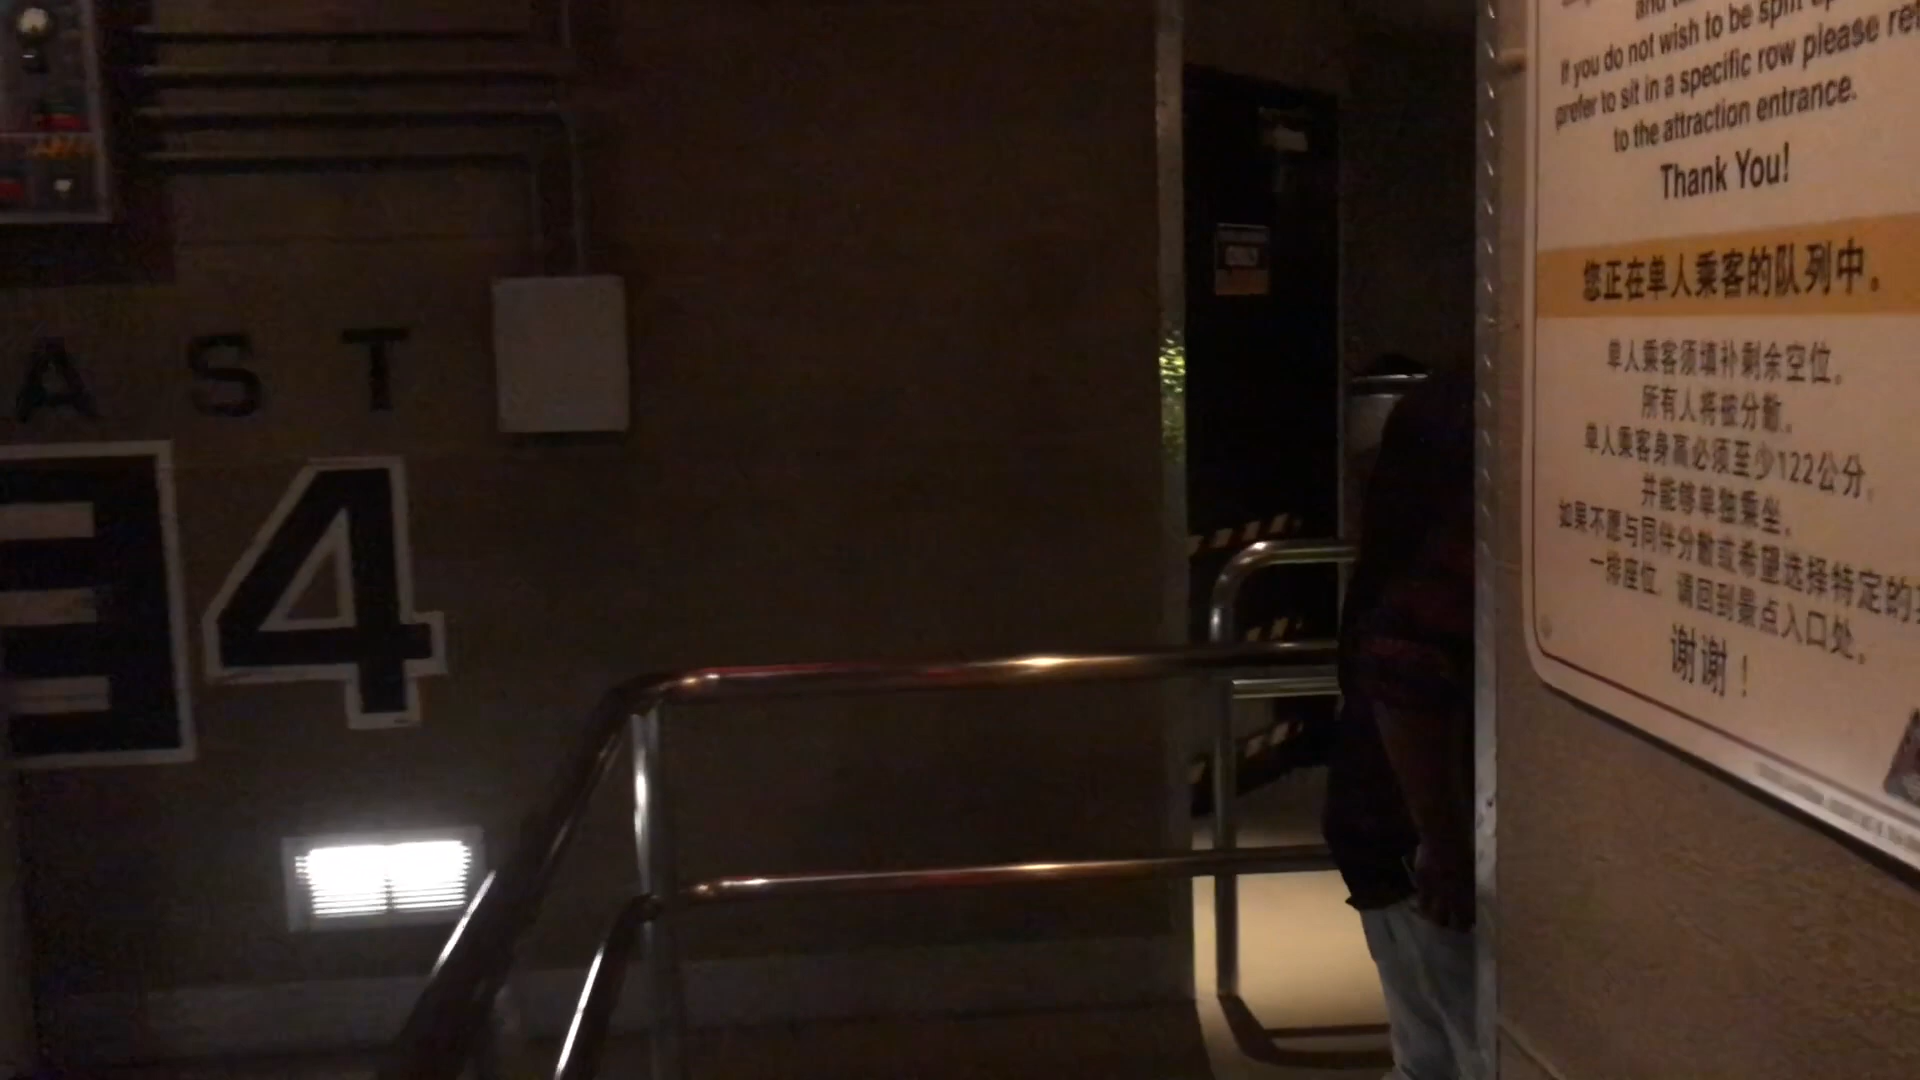 A S T
E4
If you do not wish to be split up
prefer to sit in a specific row please
to the attraction entrance.
Thank You!
您正在单人乘客的队列中。
单人乘客须填补剩余空位。
所有人将被分散。
单人乘客身高必须至少122公分，
并能够单独乘坐。
如果不愿与同伴分散或希望选择特定的
一排座位，请回到景点入口处。
谢谢！